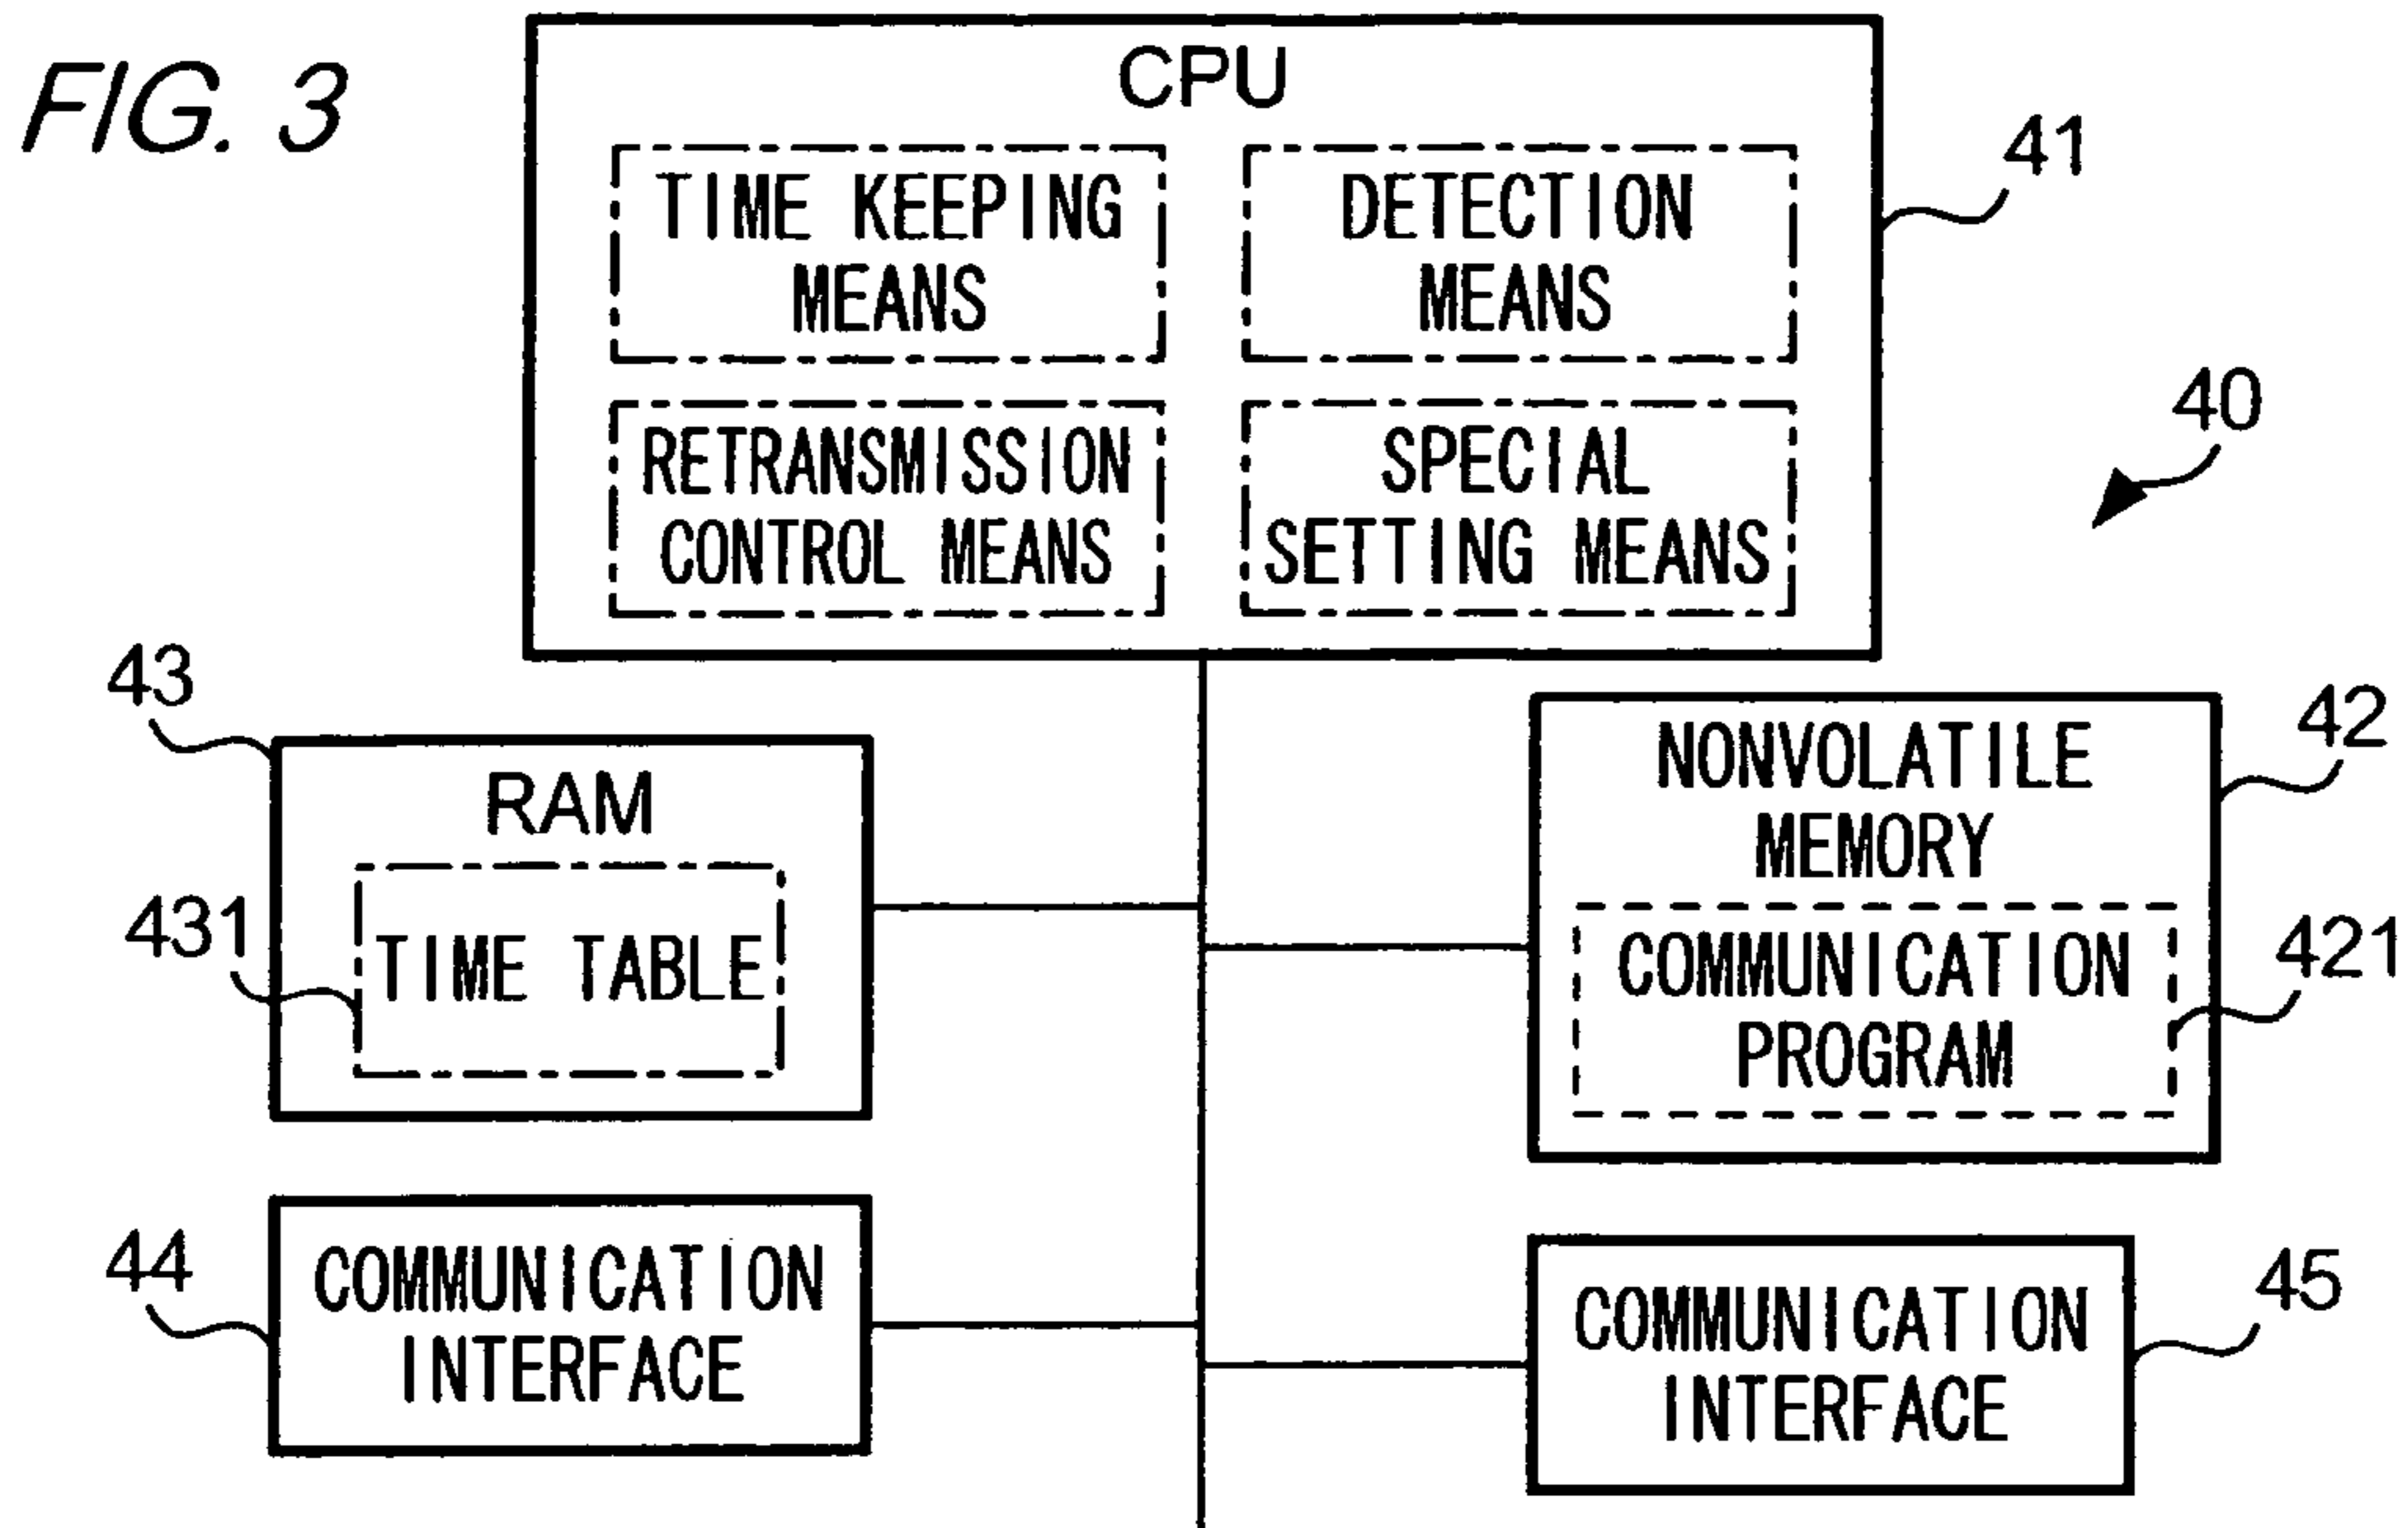 FIG. 3
CPU
TIME KEEPING
MEANS
DETECTION
MEANS
RETRANSMISSION
CONTROL MEANS
SPECIAL
SETTING MEANS
41
40
43
RAM
431
TIME TABLE
42
NONVOLATILE
MEMORY
COMMUNICATION
PROGRAM
421
44
COMMUNICATION
INTERFACE
45
COMMUNICATION
INTERFACE